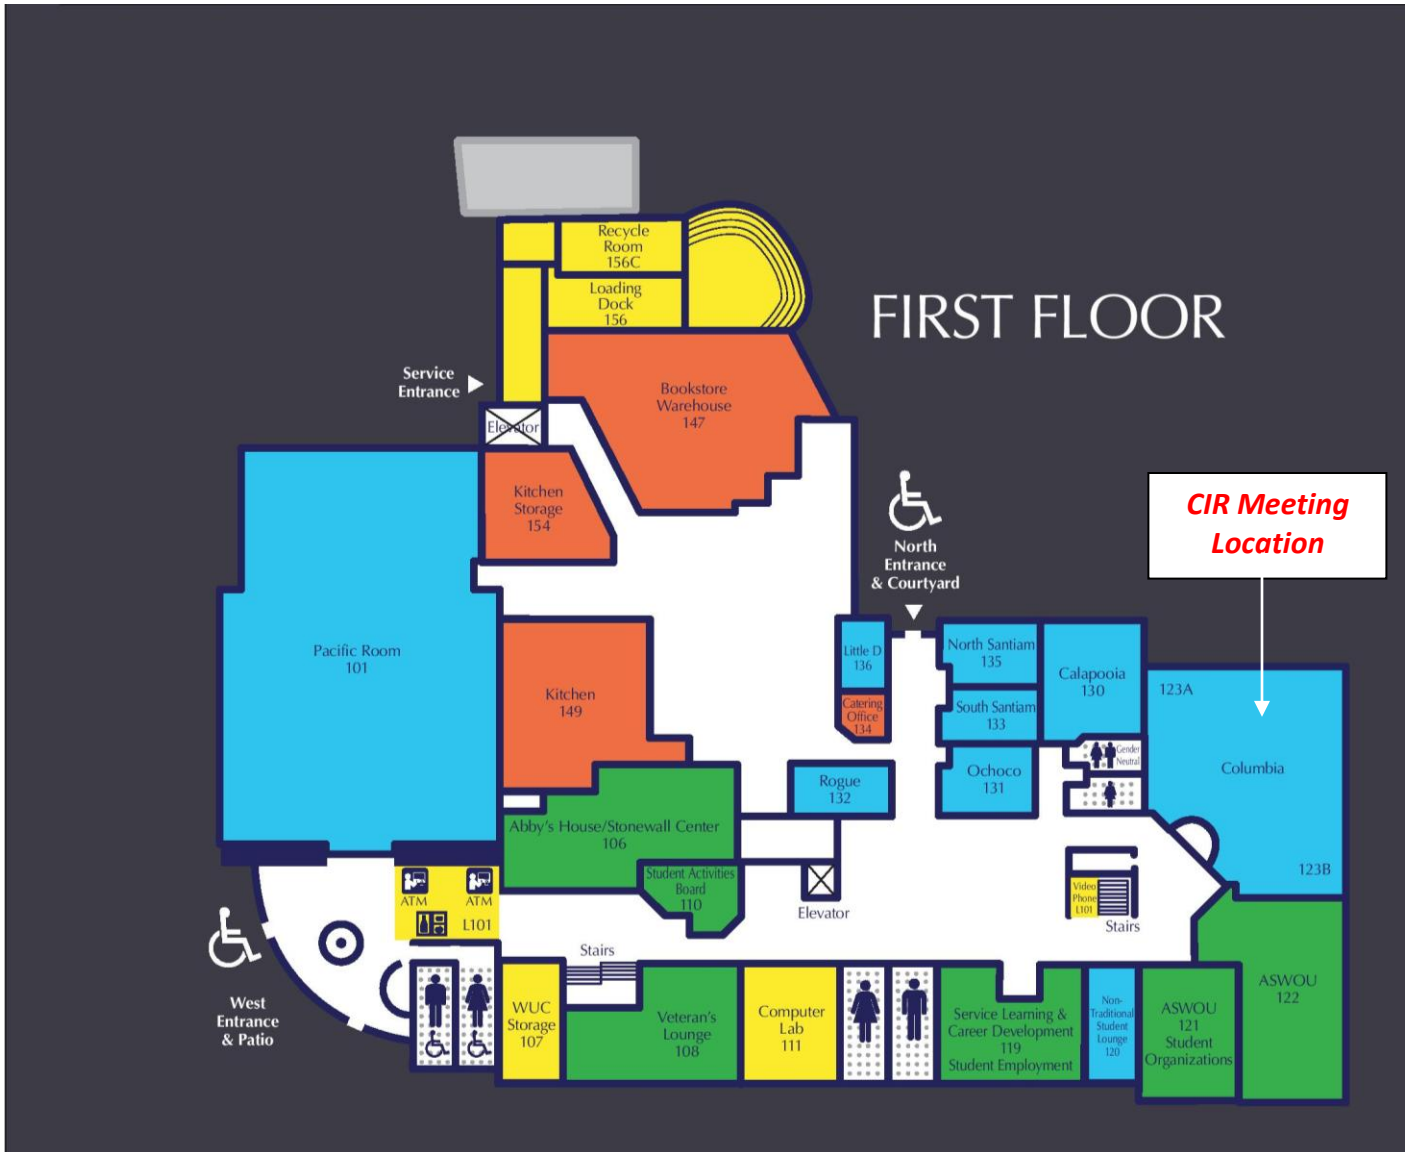 Recycle
Room
156C
Loading
Dock
156
FIRST FLOOR
Service
Entrance
Bookstore
Warehouse
147
Elevator
Kitchen
Storage
154
CIR Meeting
Location
North
Entrance
& Courtyard
Pacific Room
101
Kitchen
149
Little D
136
Catering
Office
134
North Santiam
135
South Santiam
133
Calapooia
130
123A
Columbia
123B
Gender
Neutral
Rogue
132
Ochoco
131
Abby's House/Stonewall Center
106
Student Activities
Board
110
Elevator
Video
Phone
L101
Stairs
ATM
ATM
L101
Stairs
West
Entrance
& Patio
WUC
Storage
107
Veteran's
Lounge
108
Computer
Lab
111
Service Learning &
Career Development
119
Student Employment
Non-
Traditional
Student
Lounge
120
ASWOU
121
Student
Organizations
ASWOU
122